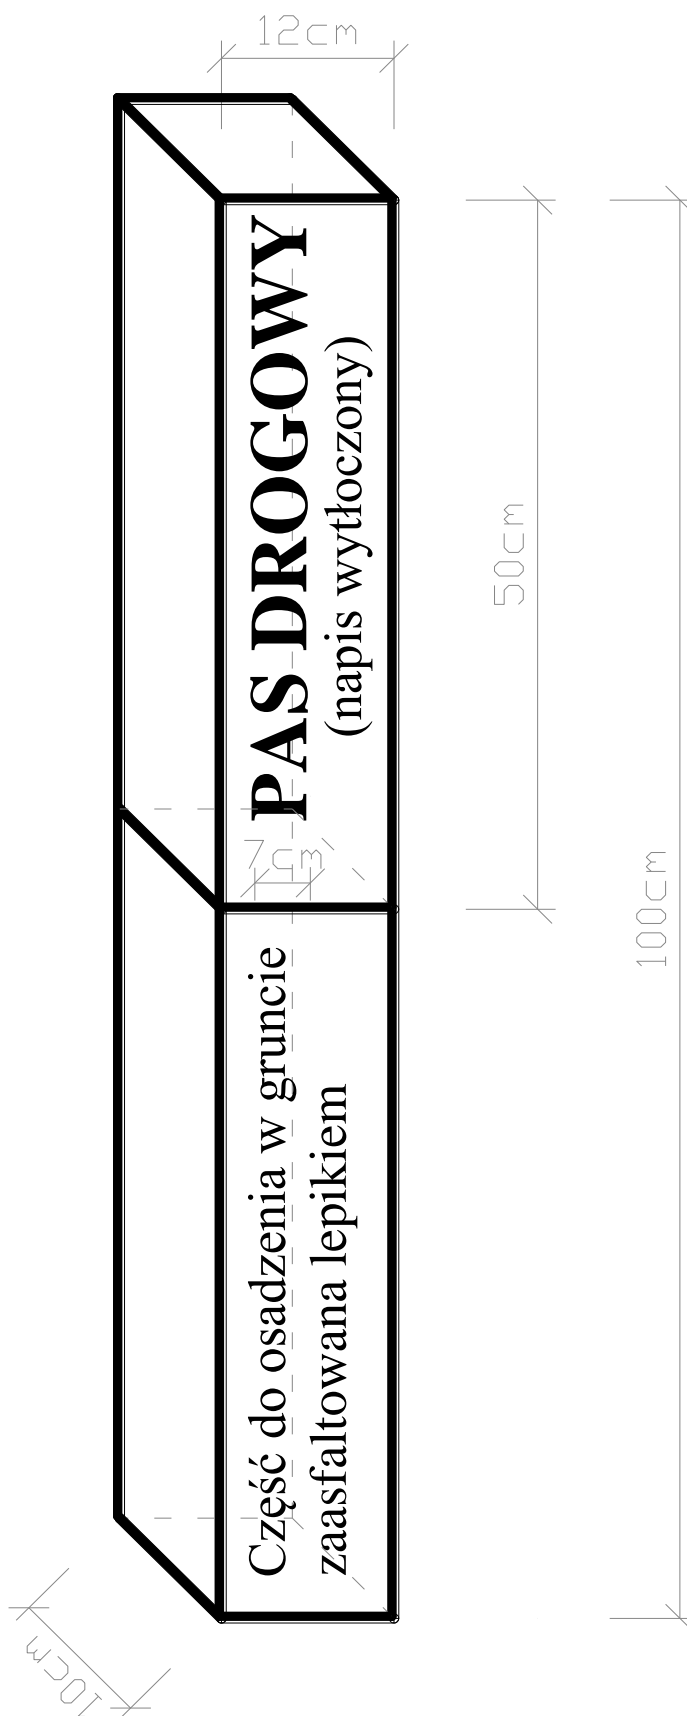 12cm
PAS DROGOWY
(napis wytłoczony)
50cm
7cm
100cm
Część do osadzenia w gruncie
zaasfaltowana lepikiem
10cm